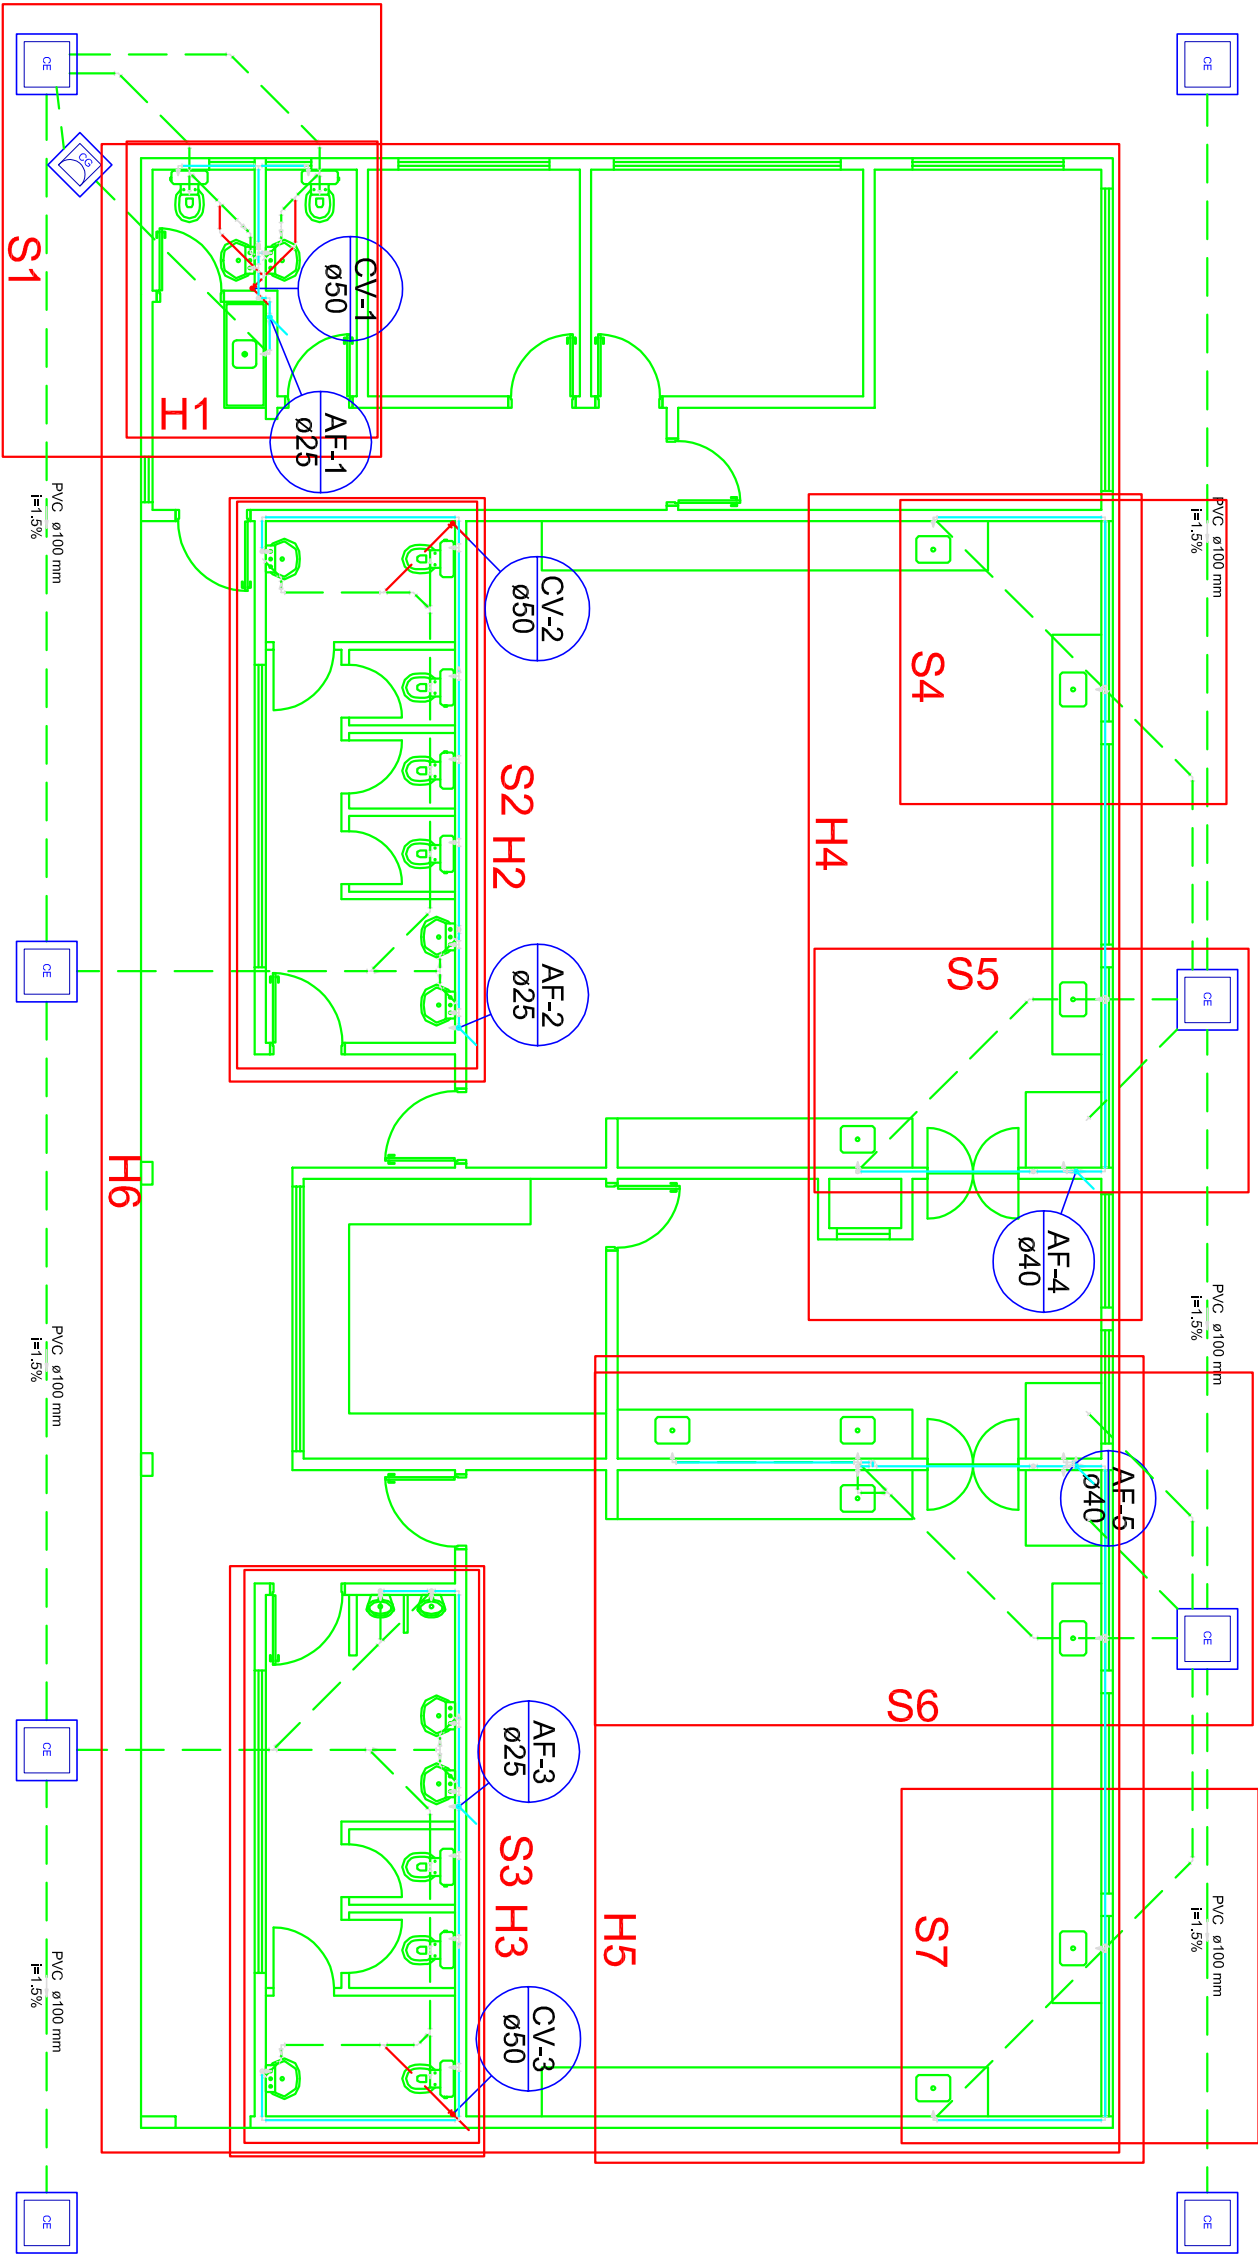 CE
CE
CG
S1
CV-1
ø50
H1
AF-1
ø25
PVC ø100 mm
i=1.5%
PVC ø100 mm
i=1.5%
CV-2
ø50
S4
S2 H2
H4
AF-2
ø25
S5
CE
CE
H6
AF-4
ø40
PVC ø100 mm
i=1.5%
PVC ø100 mm
i=1.5%
AF-5
ø40
CE
S6
AF-3
ø25
CE
S3 H3
H5
S7
PVC ø100 mm
i=1.5%
PVC ø100 mm
i=1.5%
CV-3
ø50
CE
CE